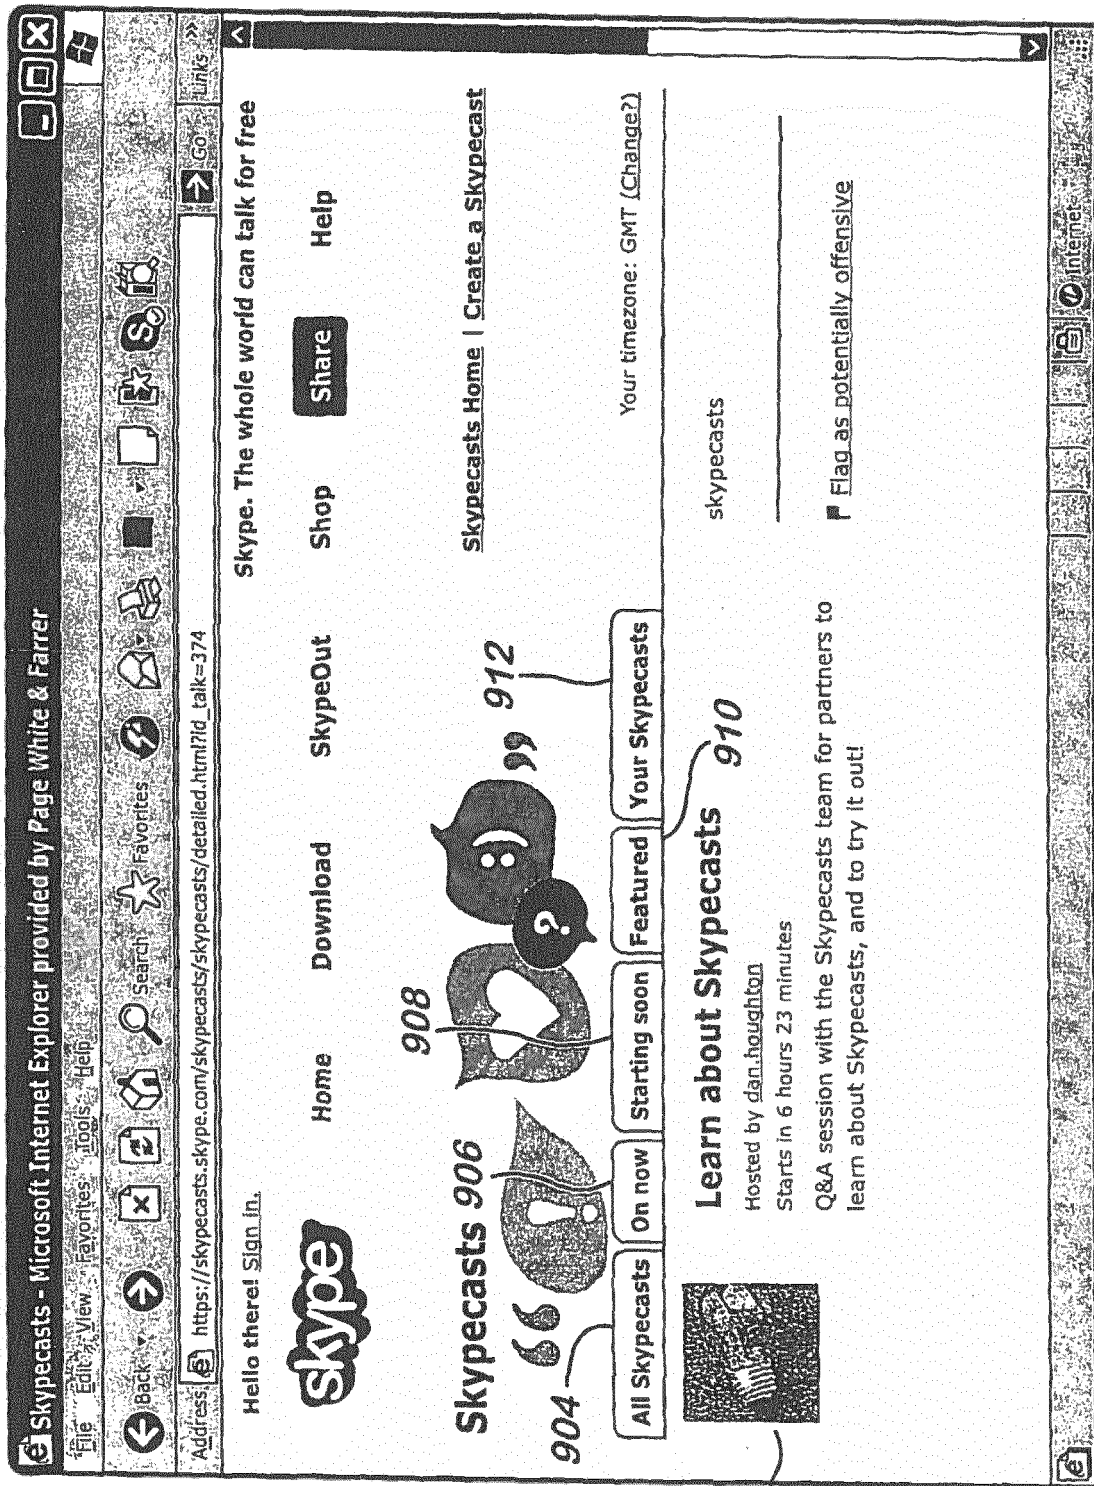 Skypecasts - Microsoft Internet Explorer provided by Page White & Farrer
File Edit View Favorites Tools Help
Back Search Favorites
Address https://skypecasts.skype.com/skypecasts/skypecasts/detailed.html?id_talk=374 Go Links »
Hello there! Sign in.
Skype. The whole world can talk for free
skype
Home Download SkypeOut Shop Share Help
Skypecasts
Skypecasts Home | Create a Skypecast
904 906 908 912
Your timezone: GMT (Change?)
All Skypecasts On now Starting soon Featured Your Skypecasts
910
Learn about Skypecasts
skypecasts
Hosted by dan.houghton
Starts in 6 hours 23 minutes
Q&A session with the Skypecasts team for partners to
learn about Skypecasts, and to try it out!
Flag as potentially offensive
Internet